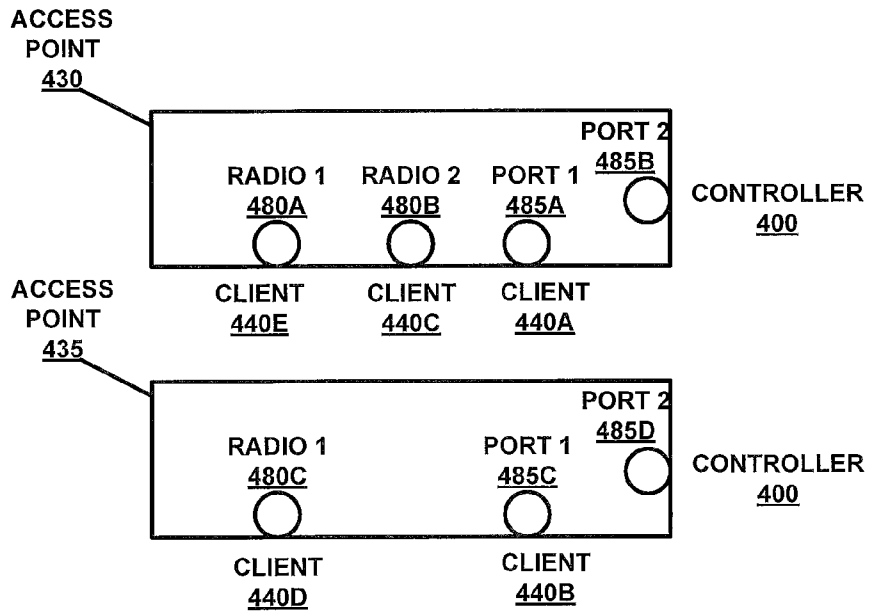 ACCESS
POINT
430
PORT 2
485B
RADIO 1
480A
RADIO 2
480B
PORT 1
485A
CONTROLLER
400
CLIENT
440E
CLIENT
440C
CLIENT
440A
ACCESS
POINT
435
PORT 2
485D
RADIO 1
480C
PORT 1
485C
CONTROLLER
400
CLIENT
440D
CLIENT
440B